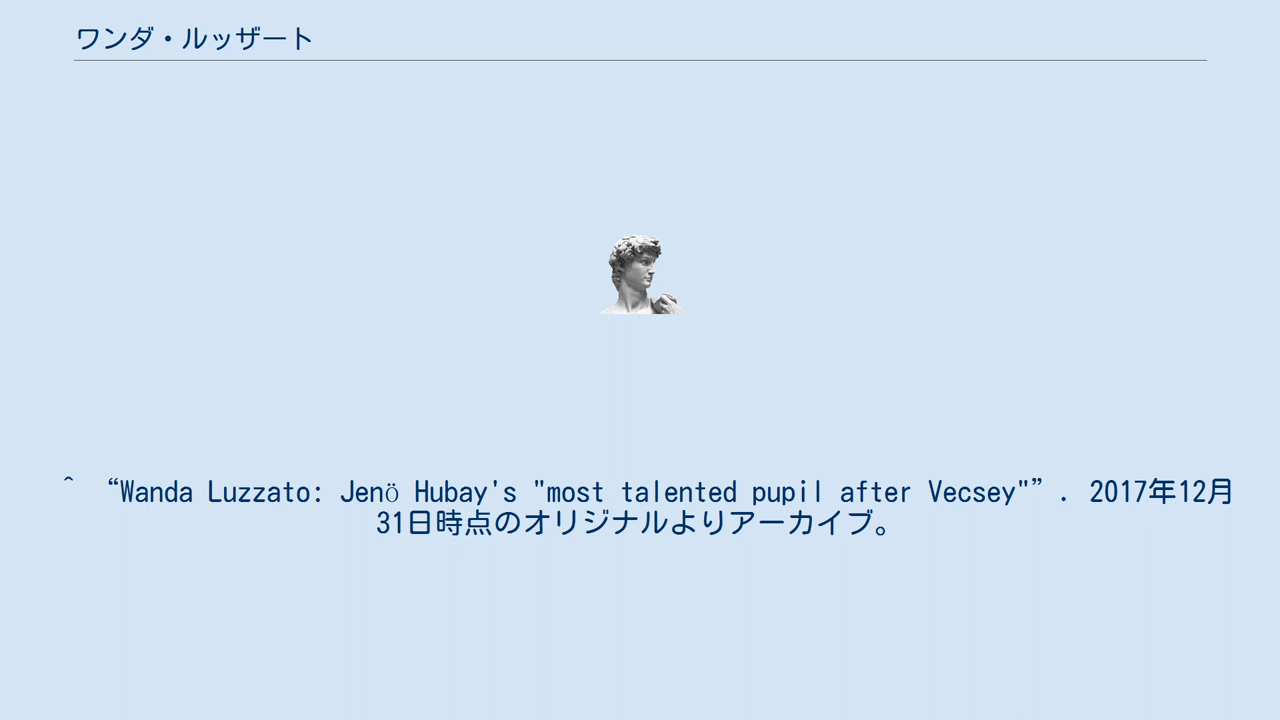 ワンダ・ルッザート
^ “Wanda Luzzato: Jenö Hubay's "most talented pupil after Vecsey"”. 2017年12月
31日時点のオリジナルよりアーカイブ。